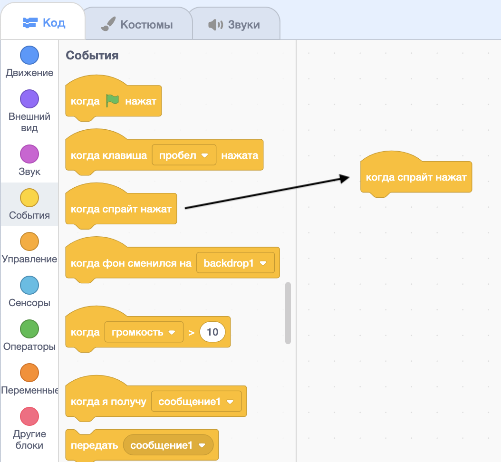 Код
Костюмы
Звуки
Движение
Внешний
вид
Звук
События
Управление
Сенсоры
Операторы
Переменные
Другие
блоки
События
когда нажат
когда клавиша пробел нажата
когда спрайт нажат
когда фон сменился на backdrop1
когда громкость > 10
когда я получу сообщение1
передать сообщение1
когда спрайт нажат